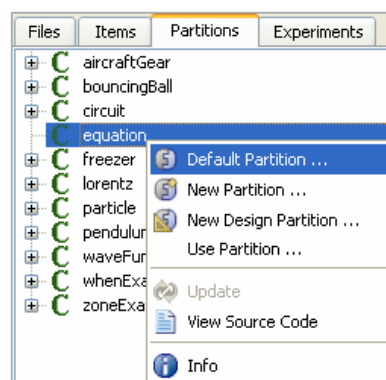 Files Items Partitions Experiments
aircraftGear
bouncingBall
circuit
equation
freezer
lorentz
particle
Default Partition ...
New Partition ...
New Design Partition ...
Use Partition ...
Update
View Source Code
Info